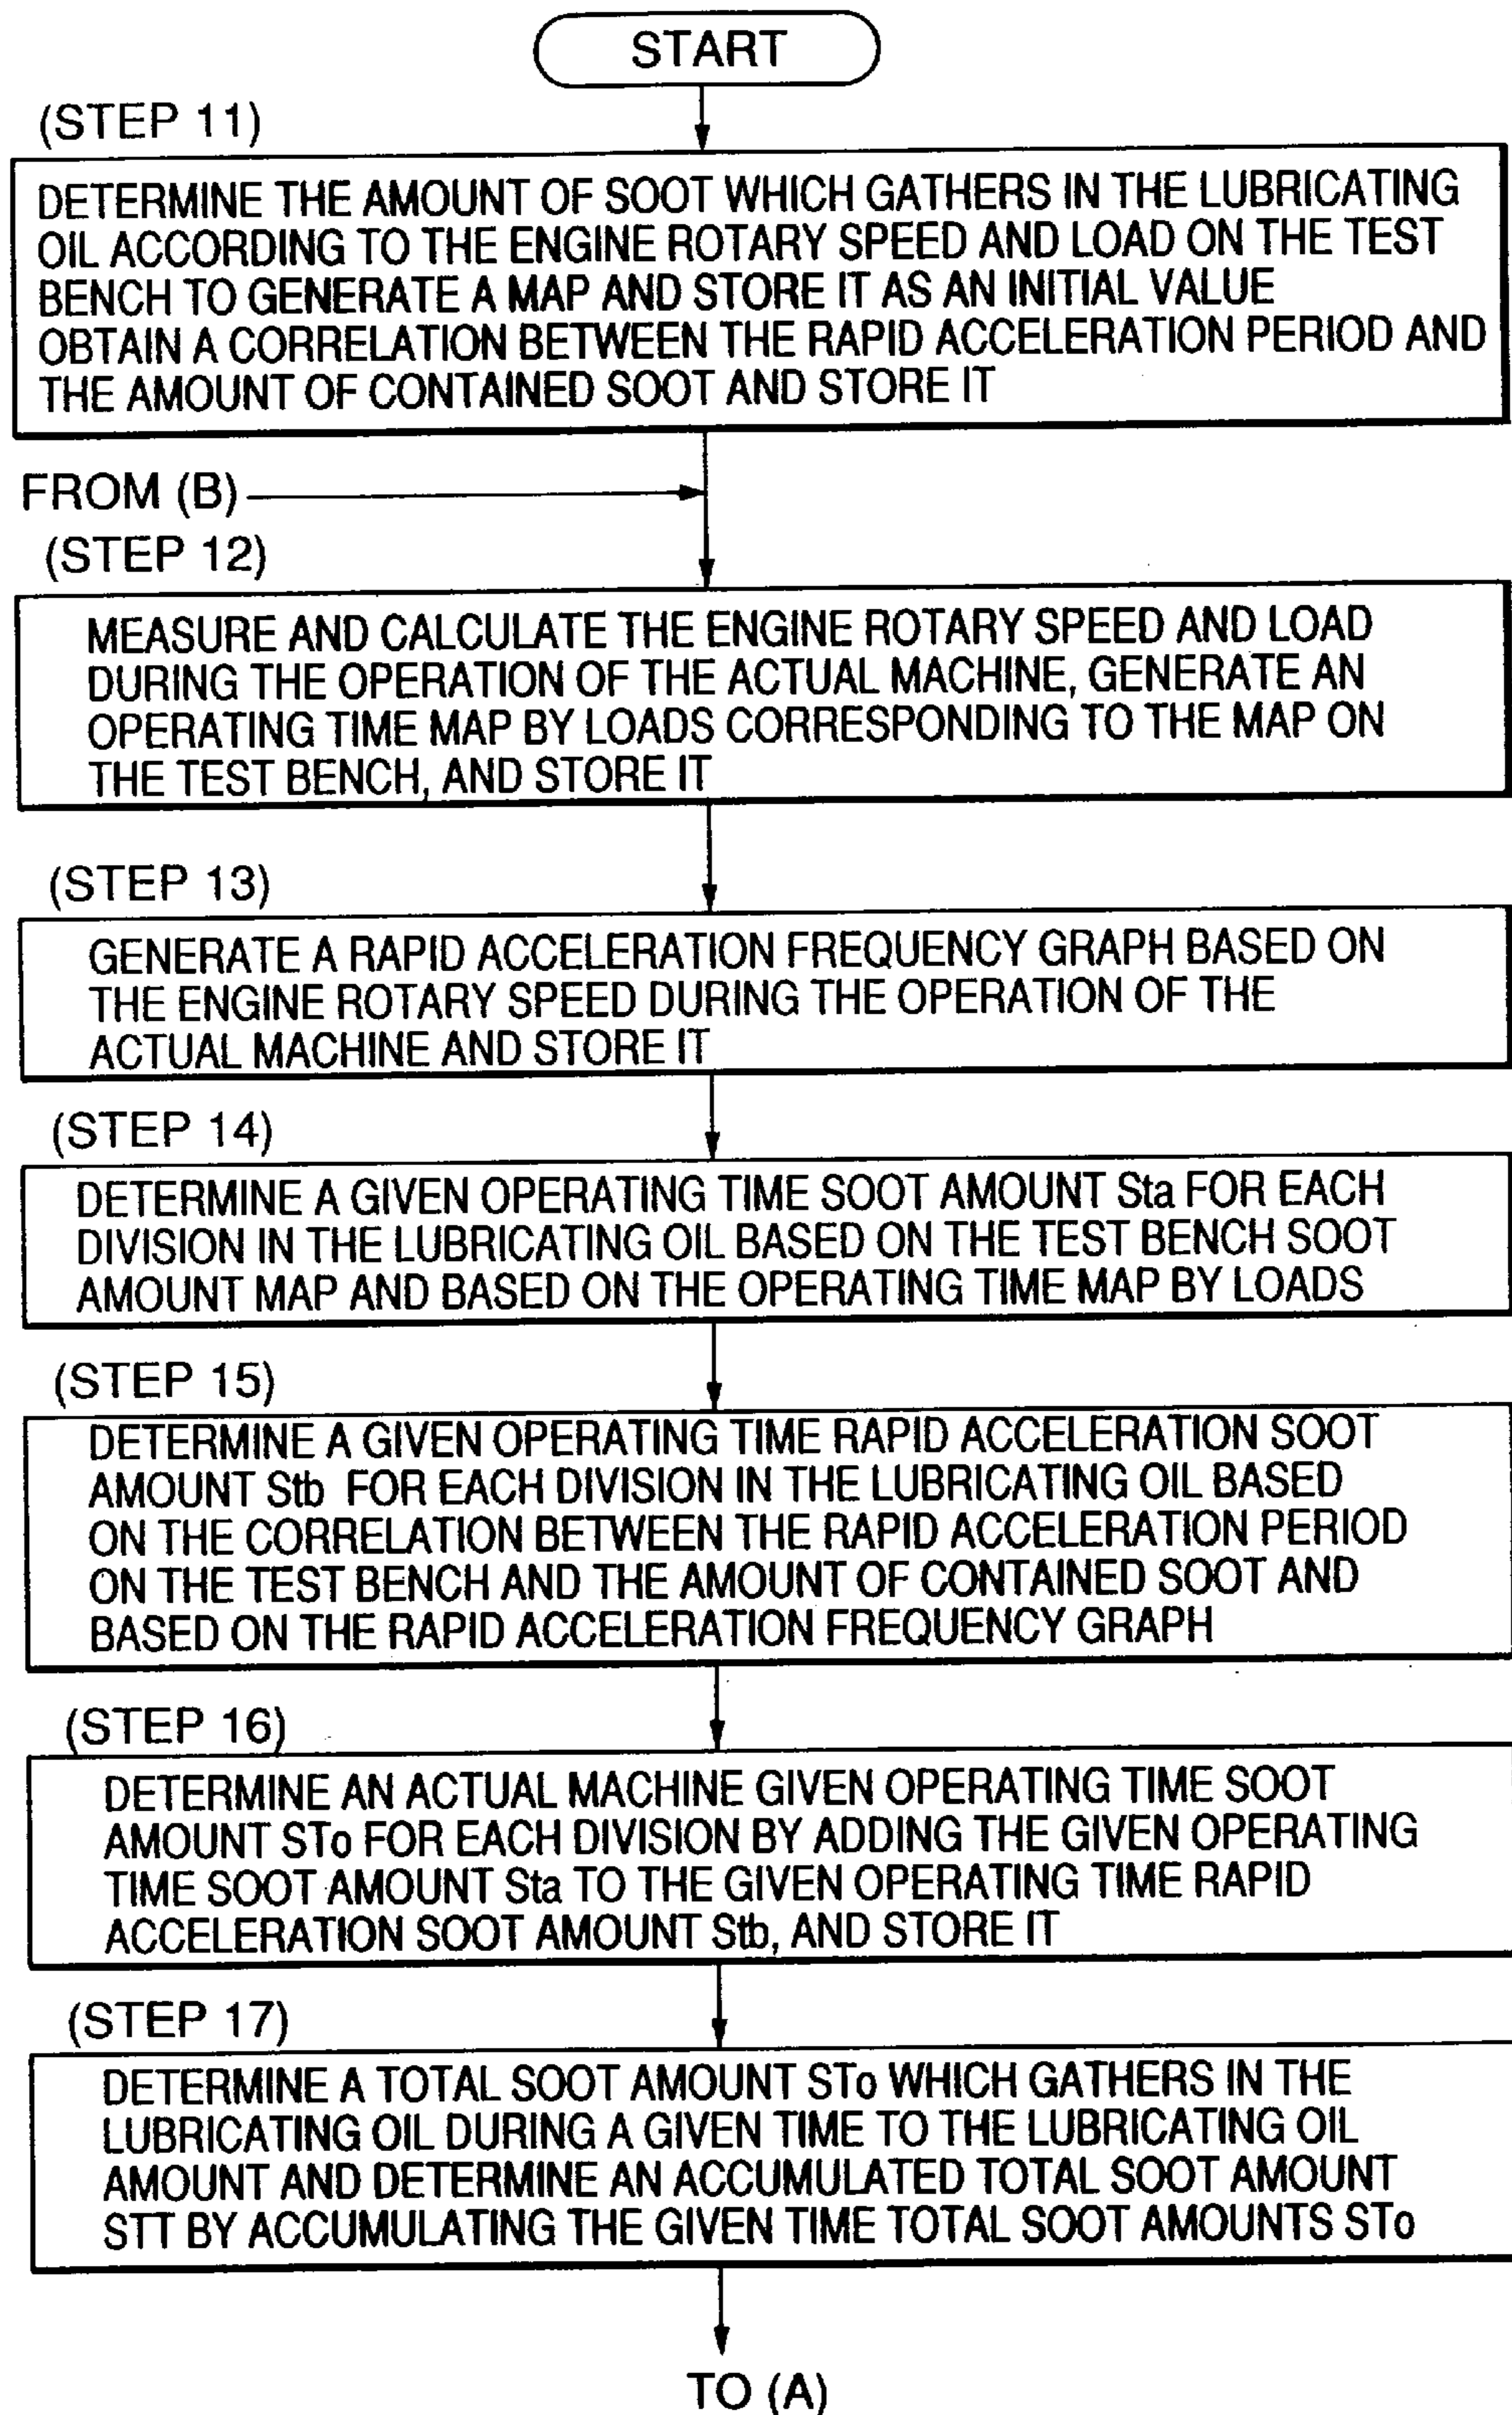 START
(STEP 11)
DETERMINE THE AMOUNT OF SOOT WHICH GATHERS IN THE LUBRICATING
OIL ACCORDING TO THE ENGINE ROTARY SPEED AND LOAD ON THE TEST
BENCH TO GENERATE A MAP AND STORE IT AS AN INITIAL VALUE
OBTAIN A CORRELATION BETWEEN THE RAPID ACCELERATION PERIOD AND
THE AMOUNT OF CONTAINED SOOT AND STORE IT
FROM (B)
(STEP 12)
MEASURE AND CALCULATE THE ENGINE ROTARY SPEED AND LOAD
DURING THE OPERATION OF THE ACTUAL MACHINE, GENERATE AN
OPERATING TIME MAP BY LOADS CORRESPONDING TO THE MAP ON
THE TEST BENCH, AND STORE IT
(STEP 13)
GENERATE A RAPID ACCELERATION FREQUENCY GRAPH BASED ON
THE ENGINE ROTARY SPEED DURING THE OPERATION OF THE
ACTUAL MACHINE AND STORE IT
(STEP 14)
DETERMINE A GIVEN OPERATING TIME SOOT AMOUNT Sta FOR EACH
DIVISION IN THE LUBRICATING OIL BASED ON THE TEST BENCH SOOT
AMOUNT MAP AND BASED ON THE OPERATING TIME MAP BY LOADS
(STEP 15)
DETERMINE A GIVEN OPERATING TIME RAPID ACCELERATION SOOT
AMOUNT Stb FOR EACH DIVISION IN THE LUBRICATING OIL BASED
ON THE CORRELATION BETWEEN THE RAPID ACCELERATION PERIOD
ON THE TEST BENCH AND THE AMOUNT OF CONTAINED SOOT AND
BASED ON THE RAPID ACCELERATION FREQUENCY GRAPH
(STEP 16)
DETERMINE AN ACTUAL MACHINE GIVEN OPERATING TIME SOOT
AMOUNT STo FOR EACH DIVISION BY ADDING THE GIVEN OPERATING
TIME SOOT AMOUNT Sta TO THE GIVEN OPERATING TIME RAPID
ACCELERATION SOOT AMOUNT Stb, AND STORE IT
(STEP 17)
DETERMINE A TOTAL SOOT AMOUNT STo WHICH GATHERS IN THE
LUBRICATING OIL DURING A GIVEN TIME TO THE LUBRICATING OIL
AMOUNT AND DETERMINE AN ACCUMULATED TOTAL SOOT AMOUNT
STT BY ACCUMULATING THE GIVEN TIME TOTAL SOOT AMOUNTS STo
TO (A)